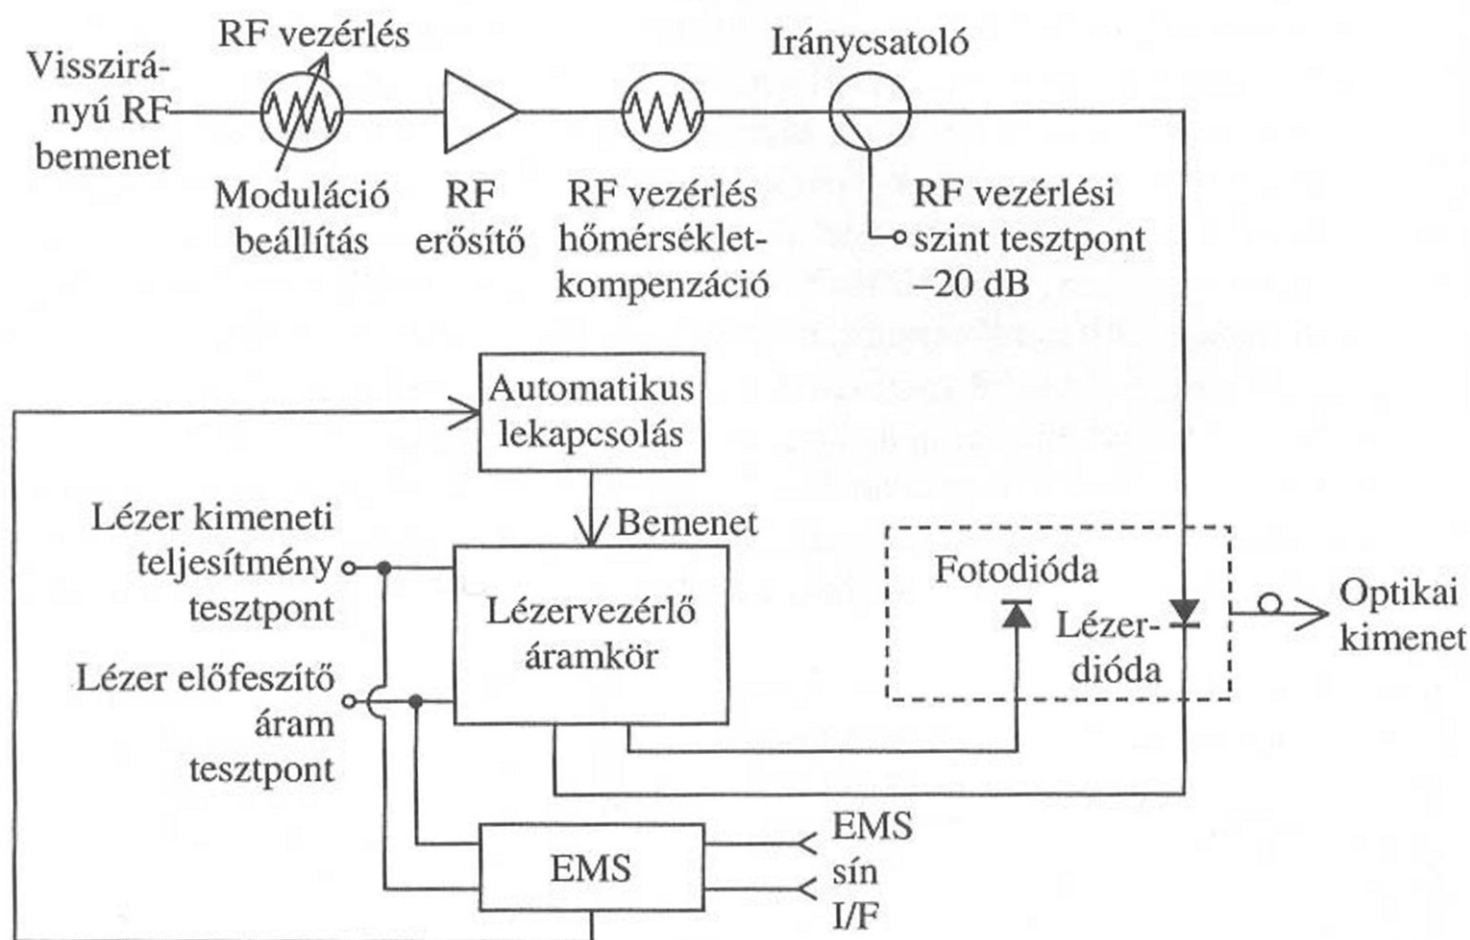 RF vezérlés
Visszirá-
nyú RF
bemenet
Moduláció
beállítás
RF
erősítő
RF vezérlés
hőmérséklet-
kompenzáció
Iránycsatoló
RF vezérlési
szint tesztpont
–20 dB
Automatikus
lekapcsolás
Bemenet
Lézer kimeneti
teljesítmény
tesztpont
Lézervezérlő
áramkör
Lézer előfeszítő
áram
tesztpont
Fotodióda
Lézer-
dióda
Optikai
kimenet
EMS
EMS
sín
I/F